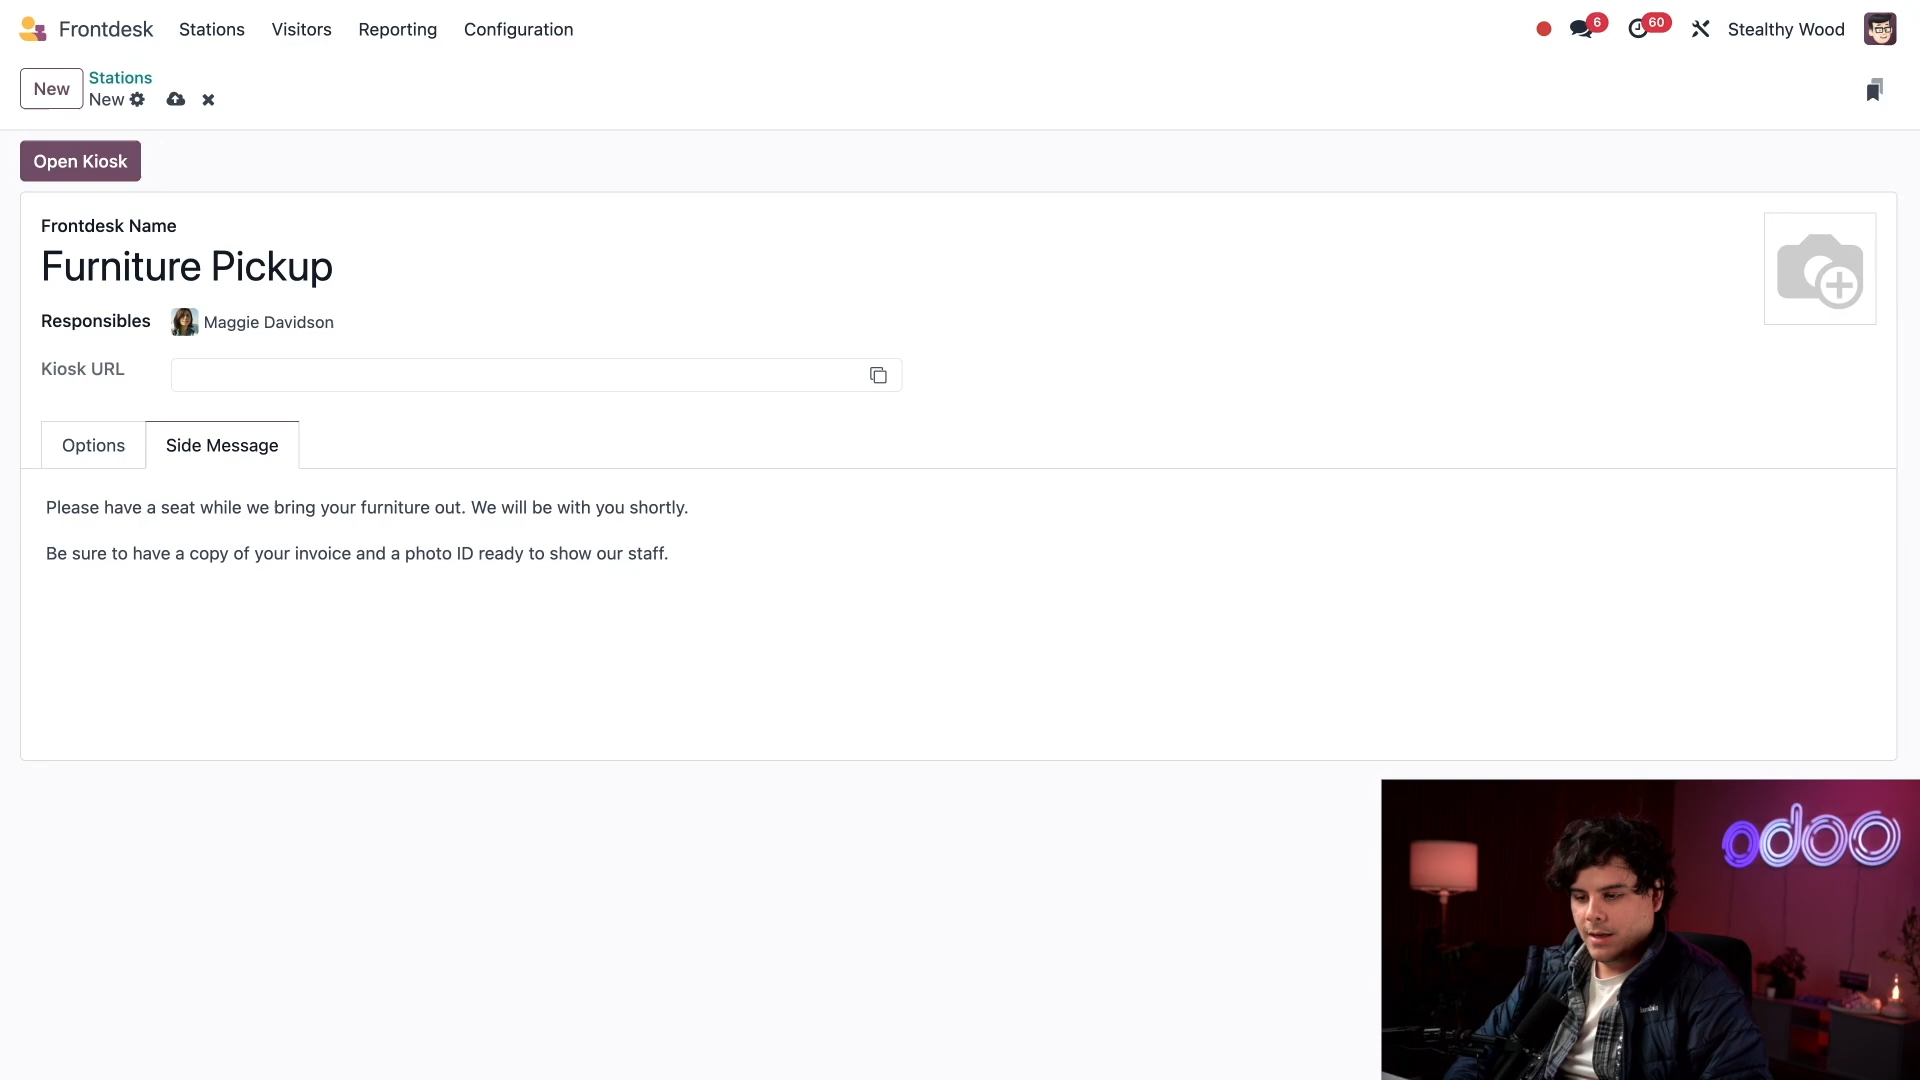 Frontdesk Stations Visitors Reporting Configuration 6 60 Stealthy Wood
New Stations
New
Open Kiosk
Frontdesk Name
Furniture Pickup
Responsibles Maggie Davidson
Kiosk URL
Options Side Message
Please have a seat while we bring your furniture out. We will be with you shortly.
Be sure to have a copy of your invoice and a photo ID ready to show our staff.
odoo